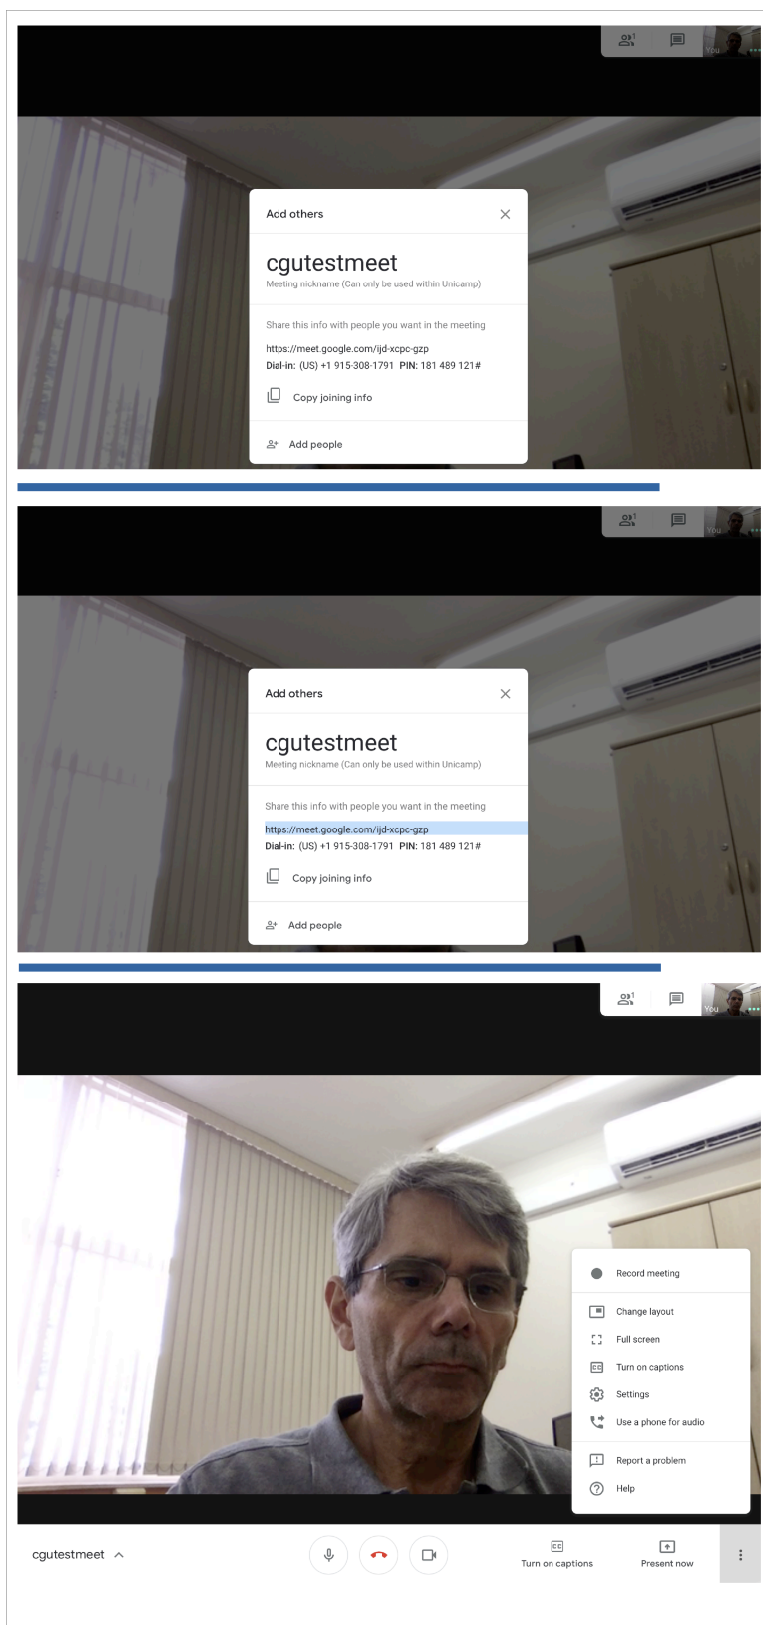 1
You
Add others
cgutestmeet
Meeting nickname (Can only be used within Unicamp)
Share this info with people you want in the meeting
https://meet.google.com/ijd-xcpc-gzp
Dial-in: (US) +1 915-308-1791 PIN: 181 489 121#
Copy joining info
Add people
1
You
Add others
cgutestmeet
Meeting nickname (Can only be used within Unicamp)
Share this info with people you want in the meeting
https://meet.google.com/ijd-xcpc-gzp
Dial-in: (US) +1 915-308-1791 PIN: 181 489 121#
Copy joining info
Add people
1
You
Record meeting
Change layout
Full screen
CC Turn on captions
Settings
Use a phone for audio
Report a problem
Help
cgutestmeet
CC
Turn on captions
Present now